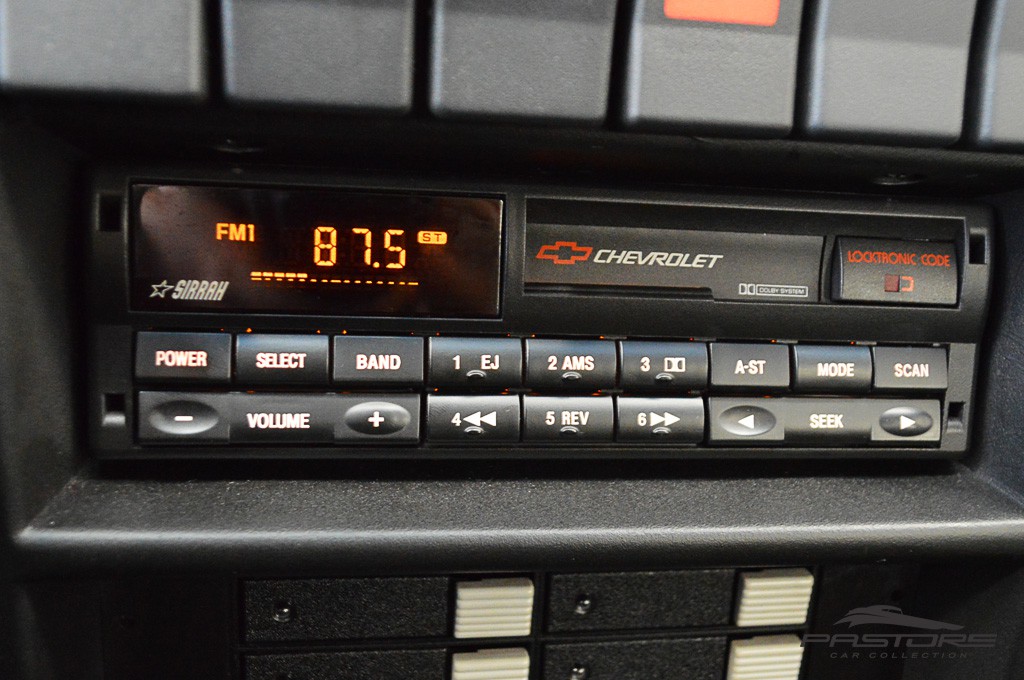 FM1 87.5 ST
SIRRAH
CHEVROLET
DOLBY SYSTEM
LOCKTRONIC CODE
POWER SELECT BAND 1 EJ 2 AMS 3 A-ST MODE SCAN
− VOLUME + 4 ◀◀ 5 REV 6 ▶▶ ◀ SEEK ▶
PASTORE
CAR COLLECTION